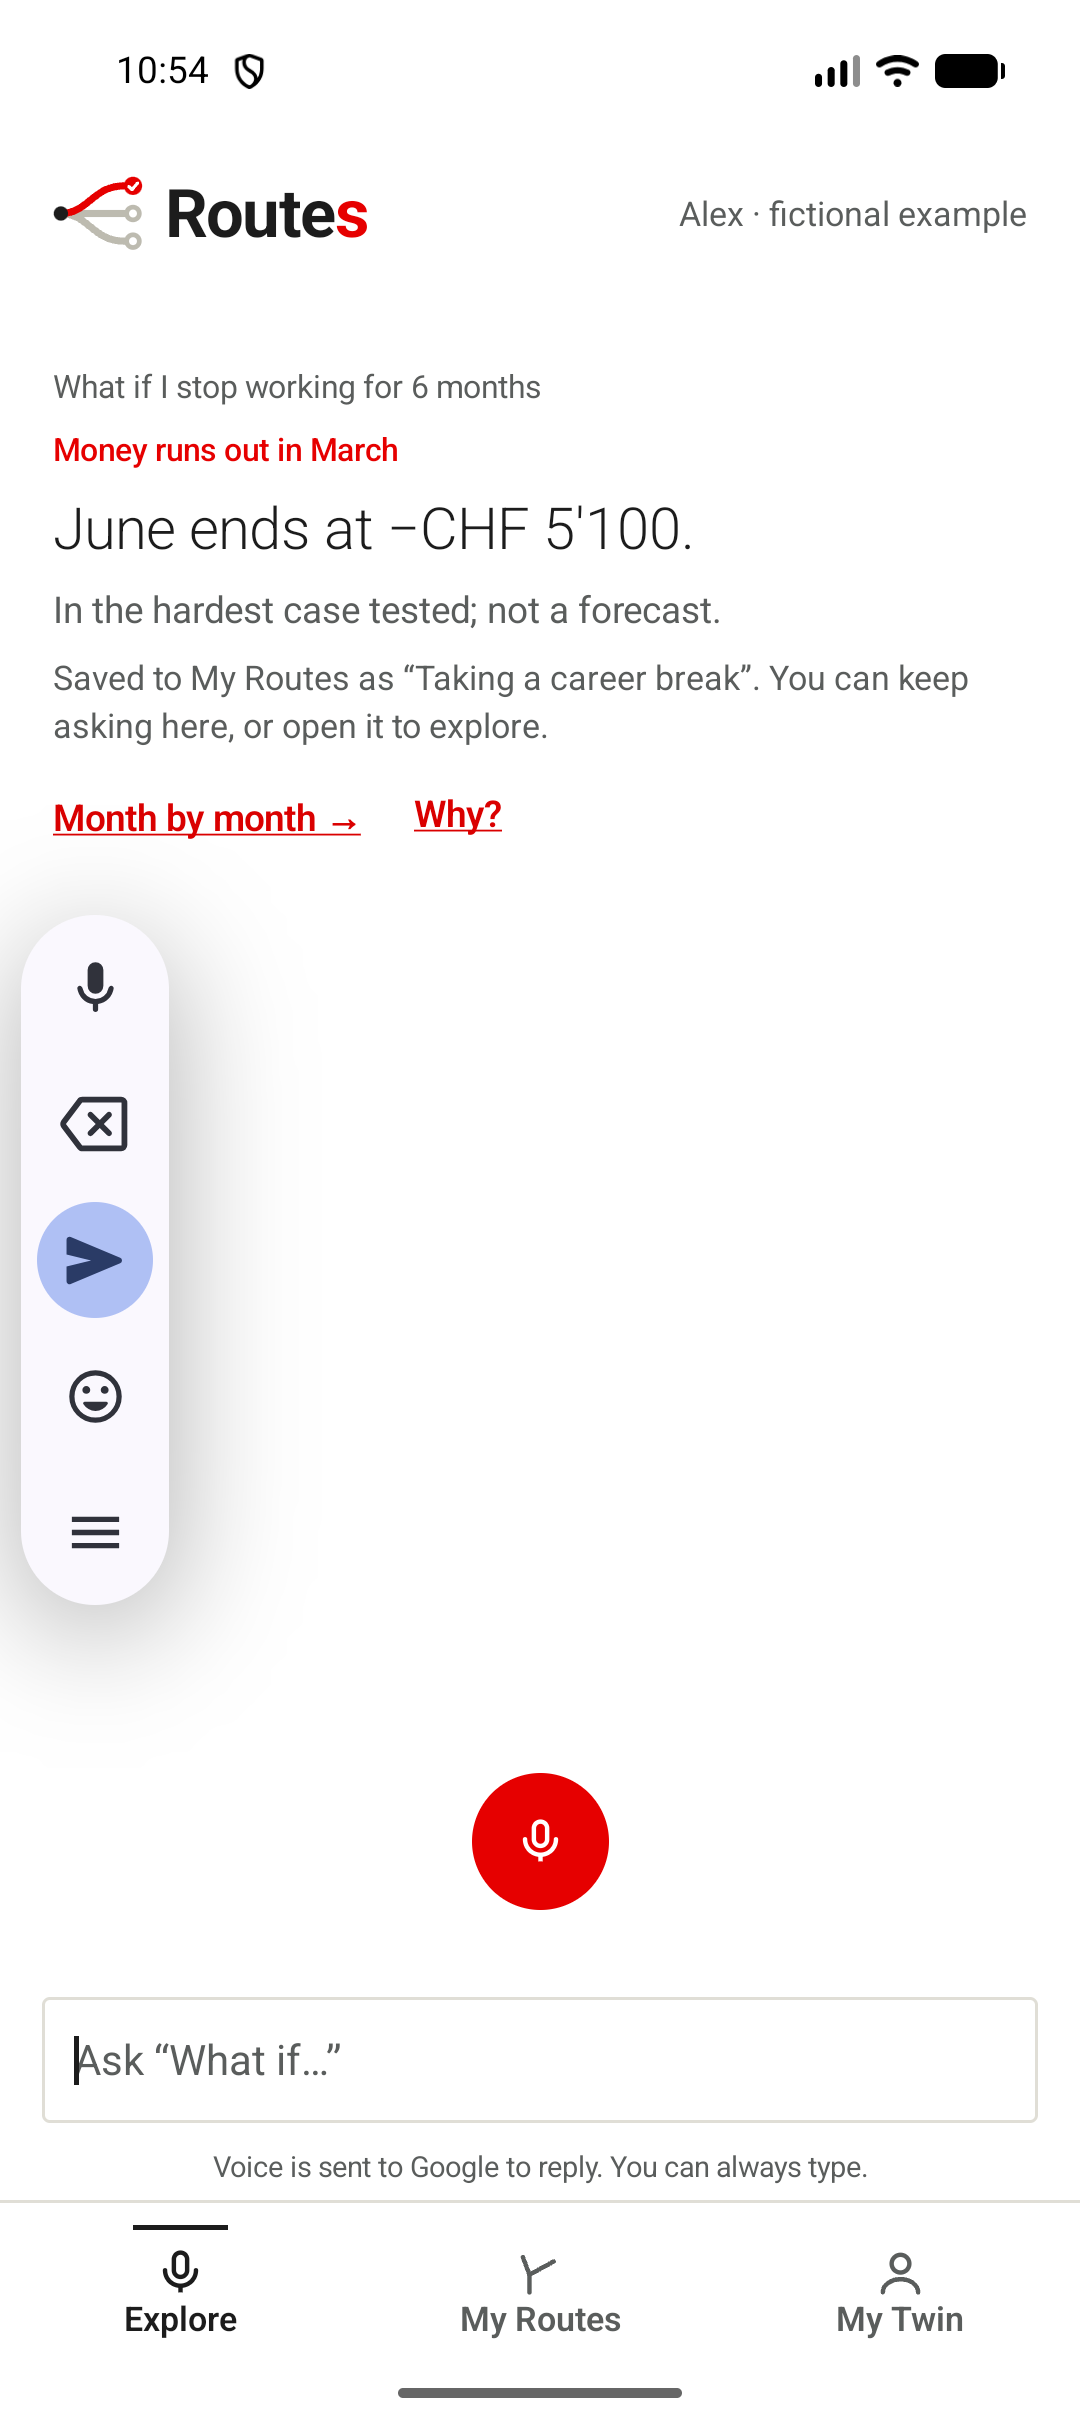 10:54
Routes
Alex · fictional example
What if I stop working for 6 months
Money runs out in March
June ends at −CHF 5'100.
In the hardest case tested; not a forecast.
Saved to My Routes as “Taking a career break”. You can keep
asking here, or open it to explore.
Month by month → Why?
Ask “What if…”
Voice is sent to Google to reply. You can always type.
Explore My Routes My Twin